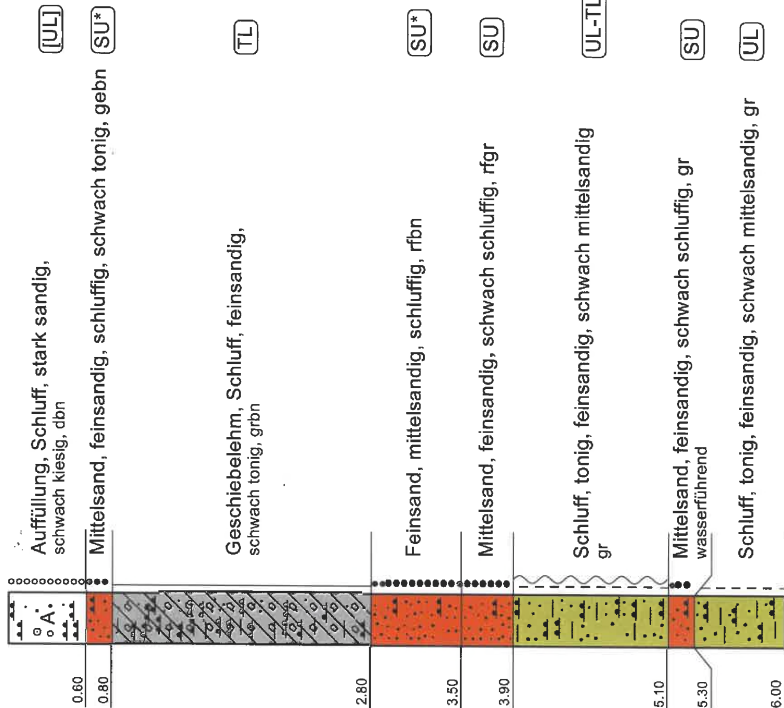 Auffüllung, Schluff, stark sandig,
schwach kiesig, dbn
[UL]
A
0.60
Mittelsand, feinsandig, schluffig, schwach tonig, gebn
SU*
0.80
Geschiebelehm, Schluff, feinsandig,
schwach tonig, grbn
TL
2.80
Feinsand, mittelsandig, schluffig, rfbn
SU*
3.50
Mittelsand, feinsandig, schwach schluffig, rfgr
SU
3.90
Schluff, tonig, feinsandig, schwach mittelsandig
gr
UL-TL
5.10
Mittelsand, feinsandig, schwach schluffig, gr
wasserführend
SU
5.30
Schluff, tonig, feinsandig, schwach mittelsandig, gr
UL
6.00